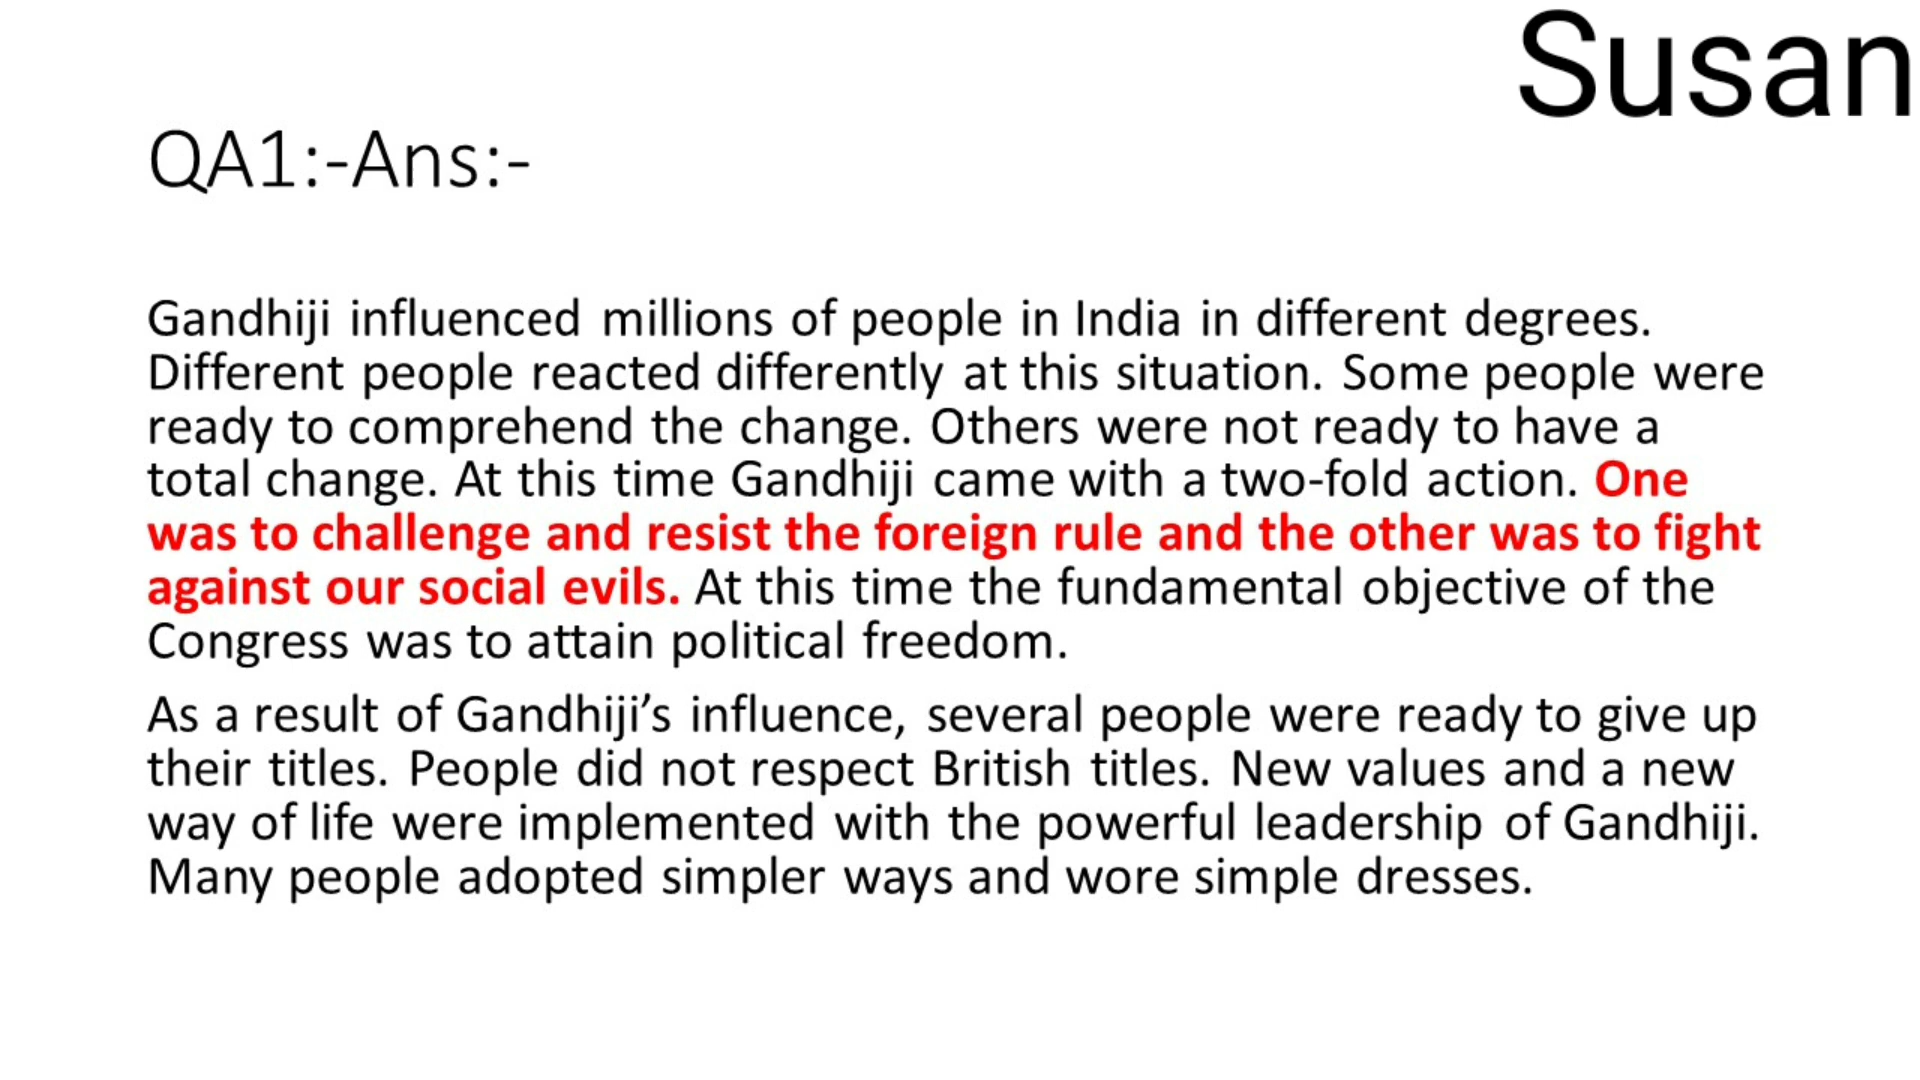 Susan
QA1:-Ans:-
Gandhiji influenced millions of people in India in different degrees.
Different people reacted differently at this situation. Some people were
ready to comprehend the change. Others were not ready to have a
total change. At this time Gandhiji came with a two-fold action. One
was to challenge and resist the foreign rule and the other was to fight
against our social evils. At this time the fundamental objective of the
Congress was to attain political freedom.
As a result of Gandhiji’s influence, several people were ready to give up
their titles. People did not respect British titles. New values and a new
way of life were implemented with the powerful leadership of Gandhiji.
Many people adopted simpler ways and wore simple dresses.